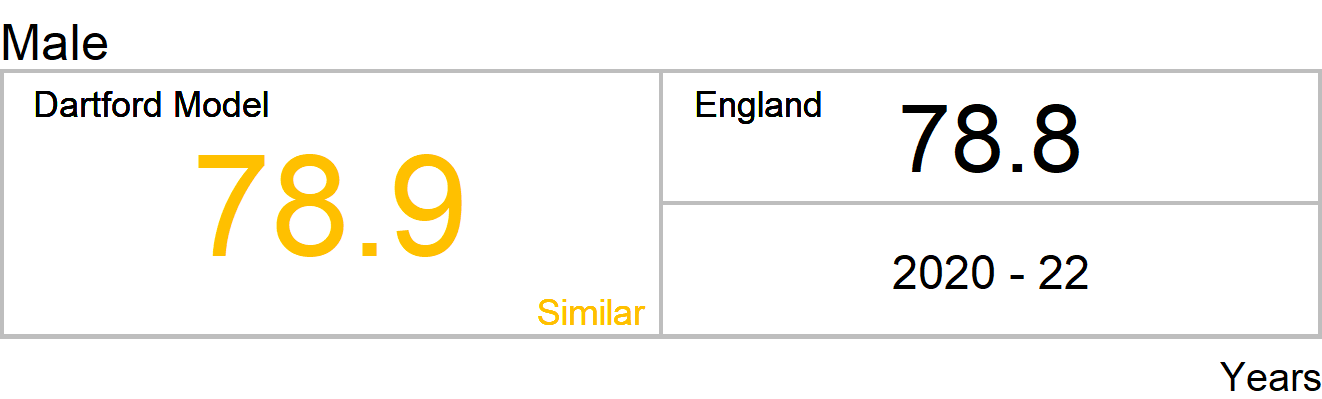 Male
Dartford Model
78.9
Similar
England
78.8
2020 - 22
Years